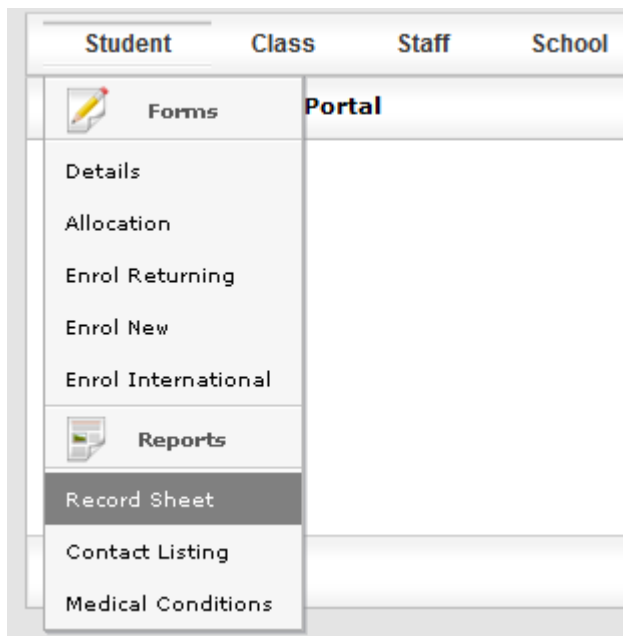 Student Class Staff School
Forms
Portal
Details
Allocation
Enrol Returning
Enrol New
Enrol International
Reports
Record Sheet
Contact Listing
Medical Conditions